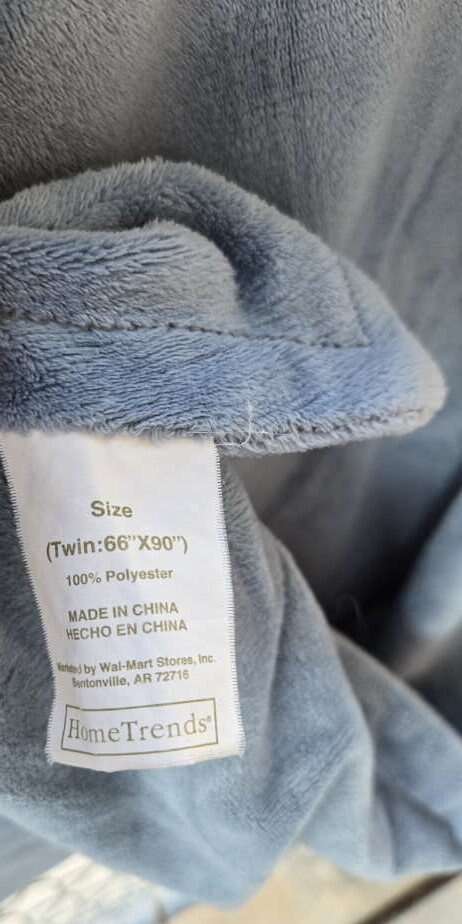 Size
(Twin:66"X90")
100% Polyester
MADE IN CHINA
HECHO EN CHINA
Marketed by Wal-Mart Stores, Inc.
Bentonville, AR 72716
HomeTrends®